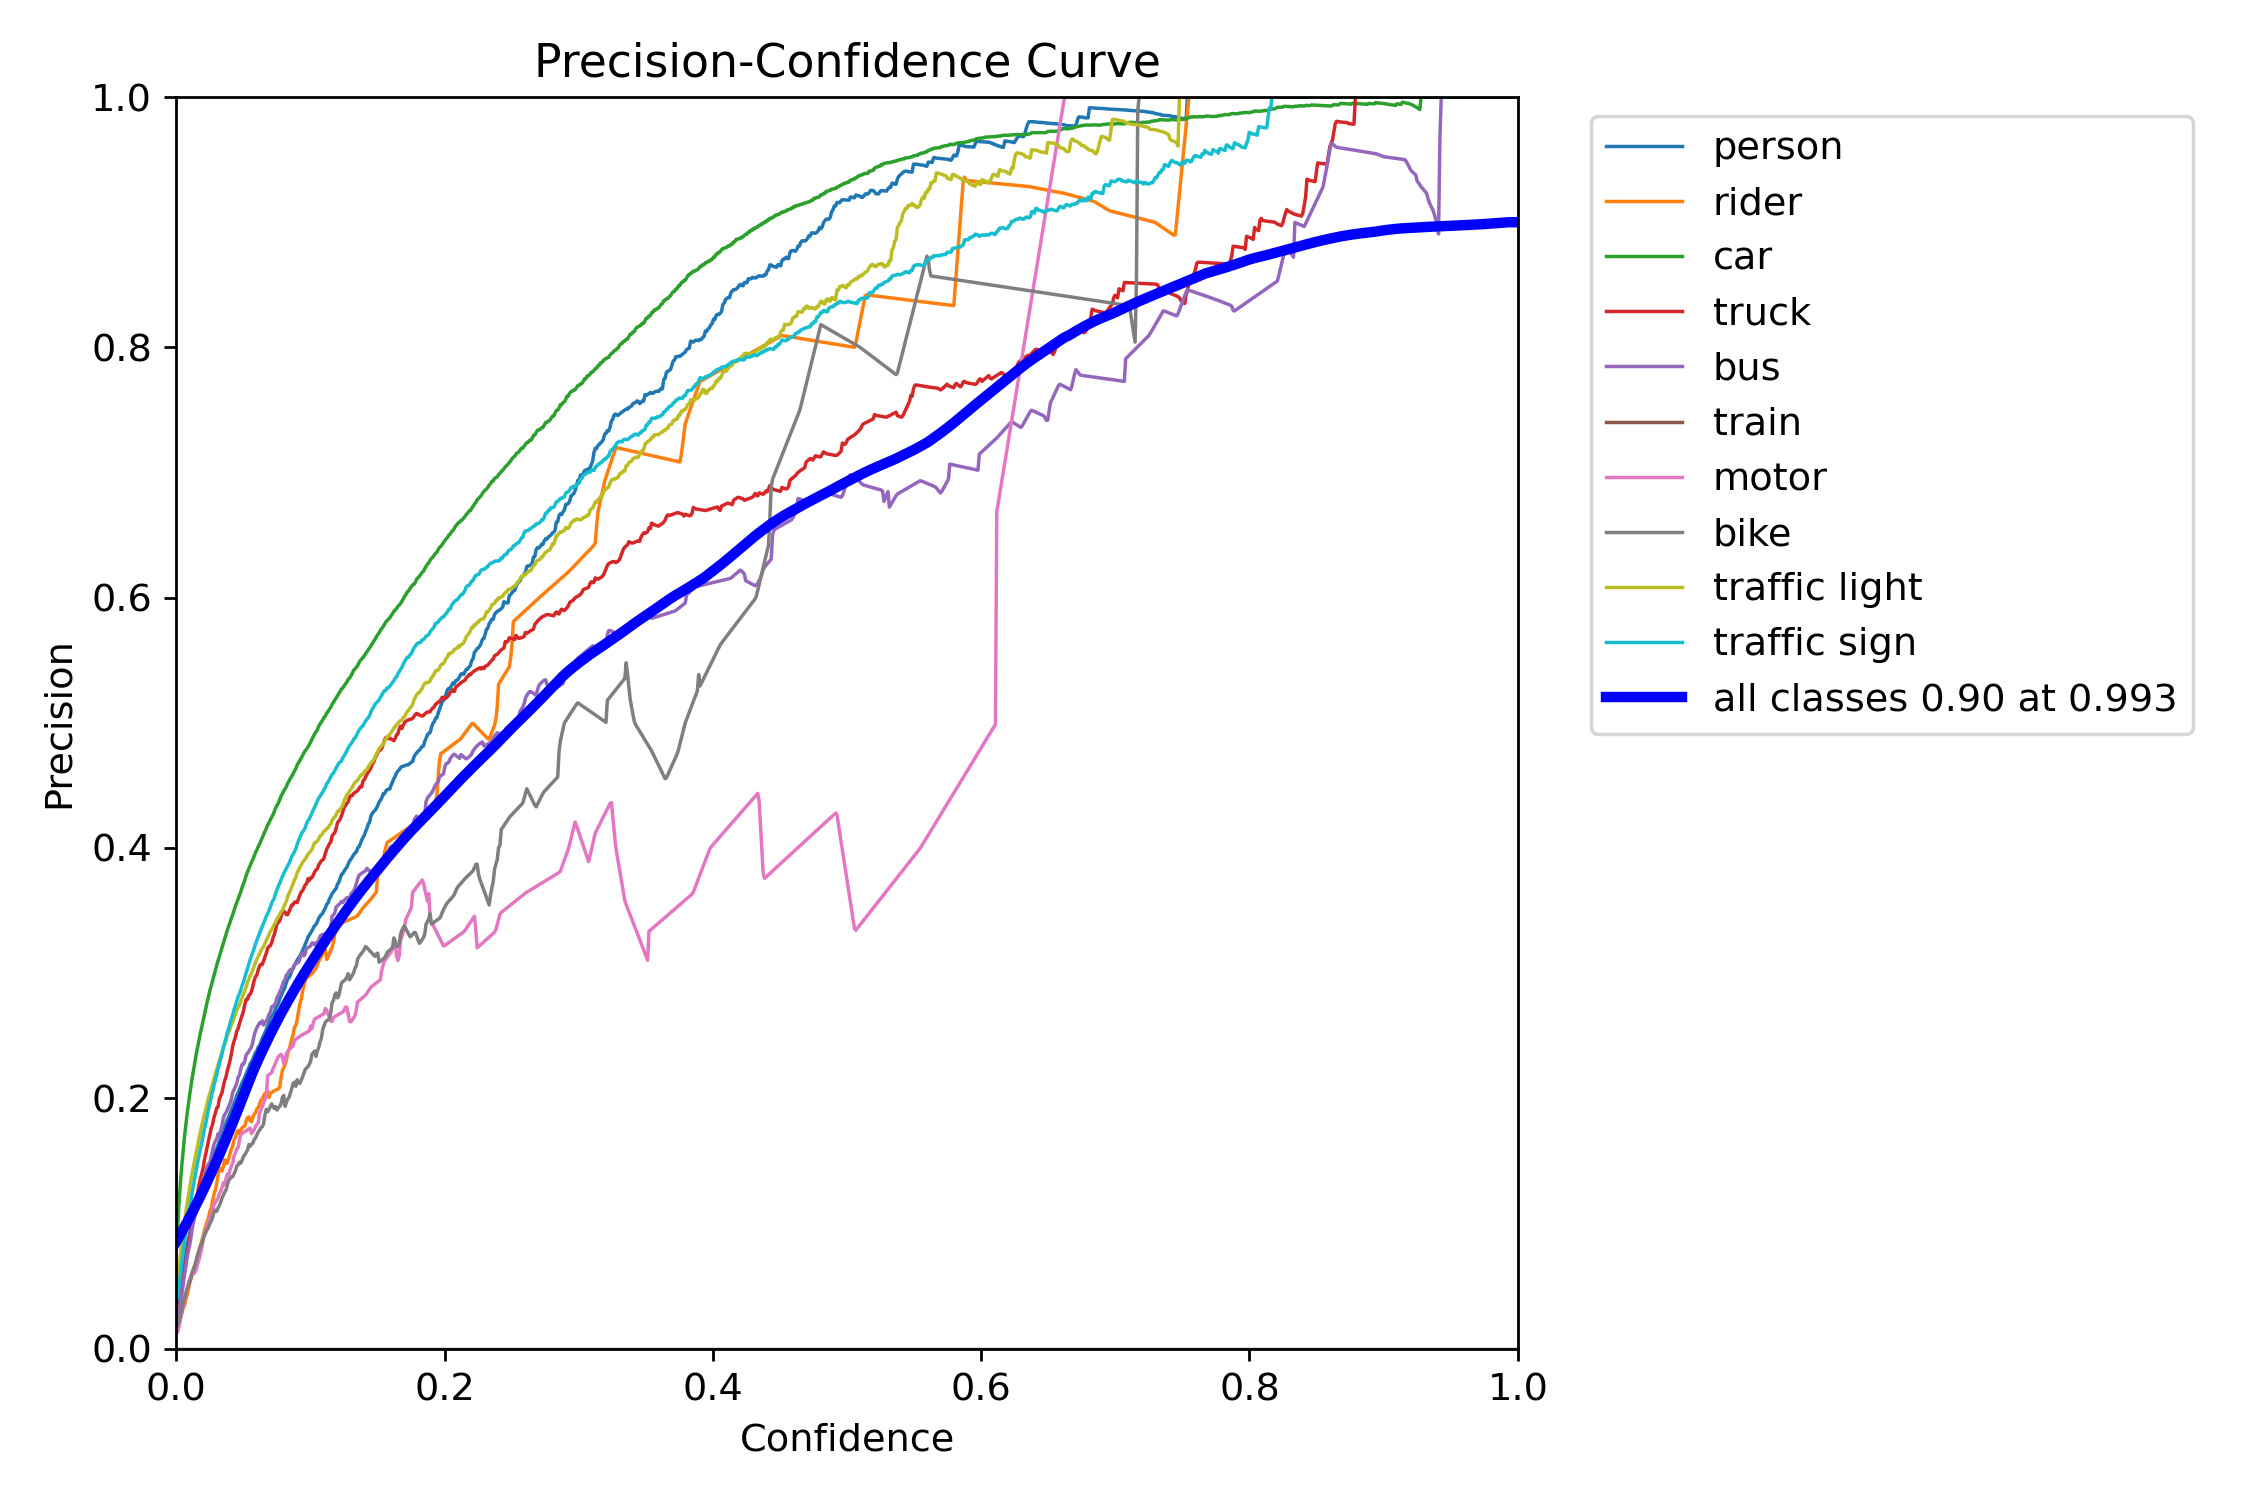 Precision-Confidence Curve
1.0
0.8
0.6
0.4
0.2
0.0
Precision
0.0 0.2 0.4 0.6 0.8 1.0
Confidence
person
rider
car
truck
bus
train
motor
bike
traffic light
traffic sign
all classes 0.90 at 0.993